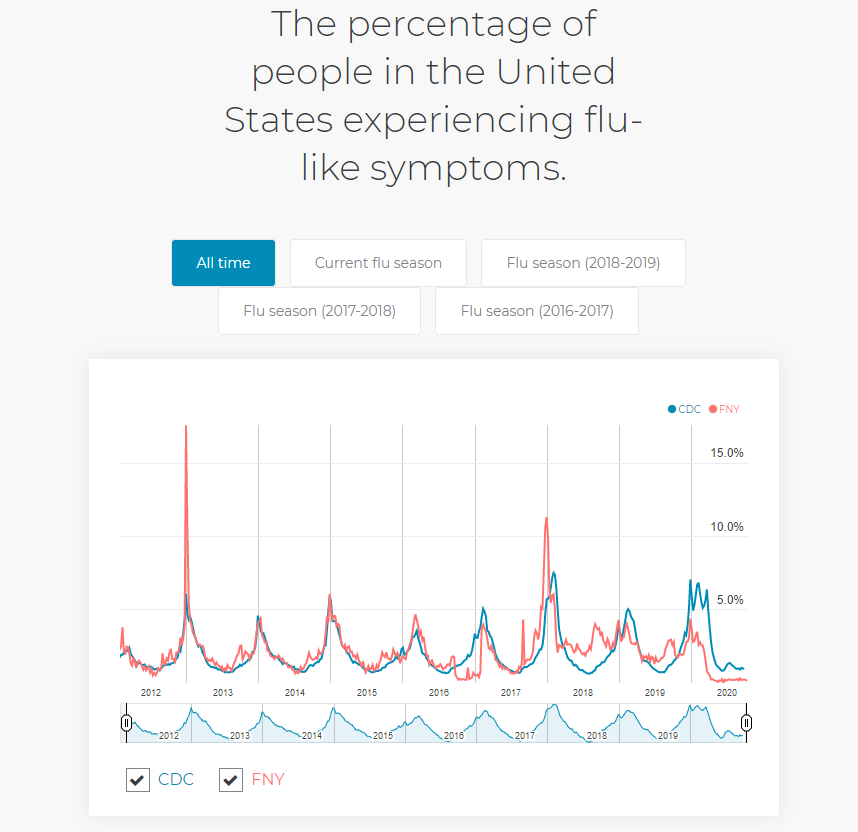 The percentage of
people in the United
States experiencing flu-
like symptoms.
All time
Current flu season
Flu season (2018-2019)
Flu season (2017-2018)
Flu season (2016-2017)
CDC FNY
15.0%
10.0%
5.0%
2012 2013 2014 2015 2016 2017 2018 2019 2020
2012 2013 2014 2015 2016 2017 2018 2019
CDC FNY